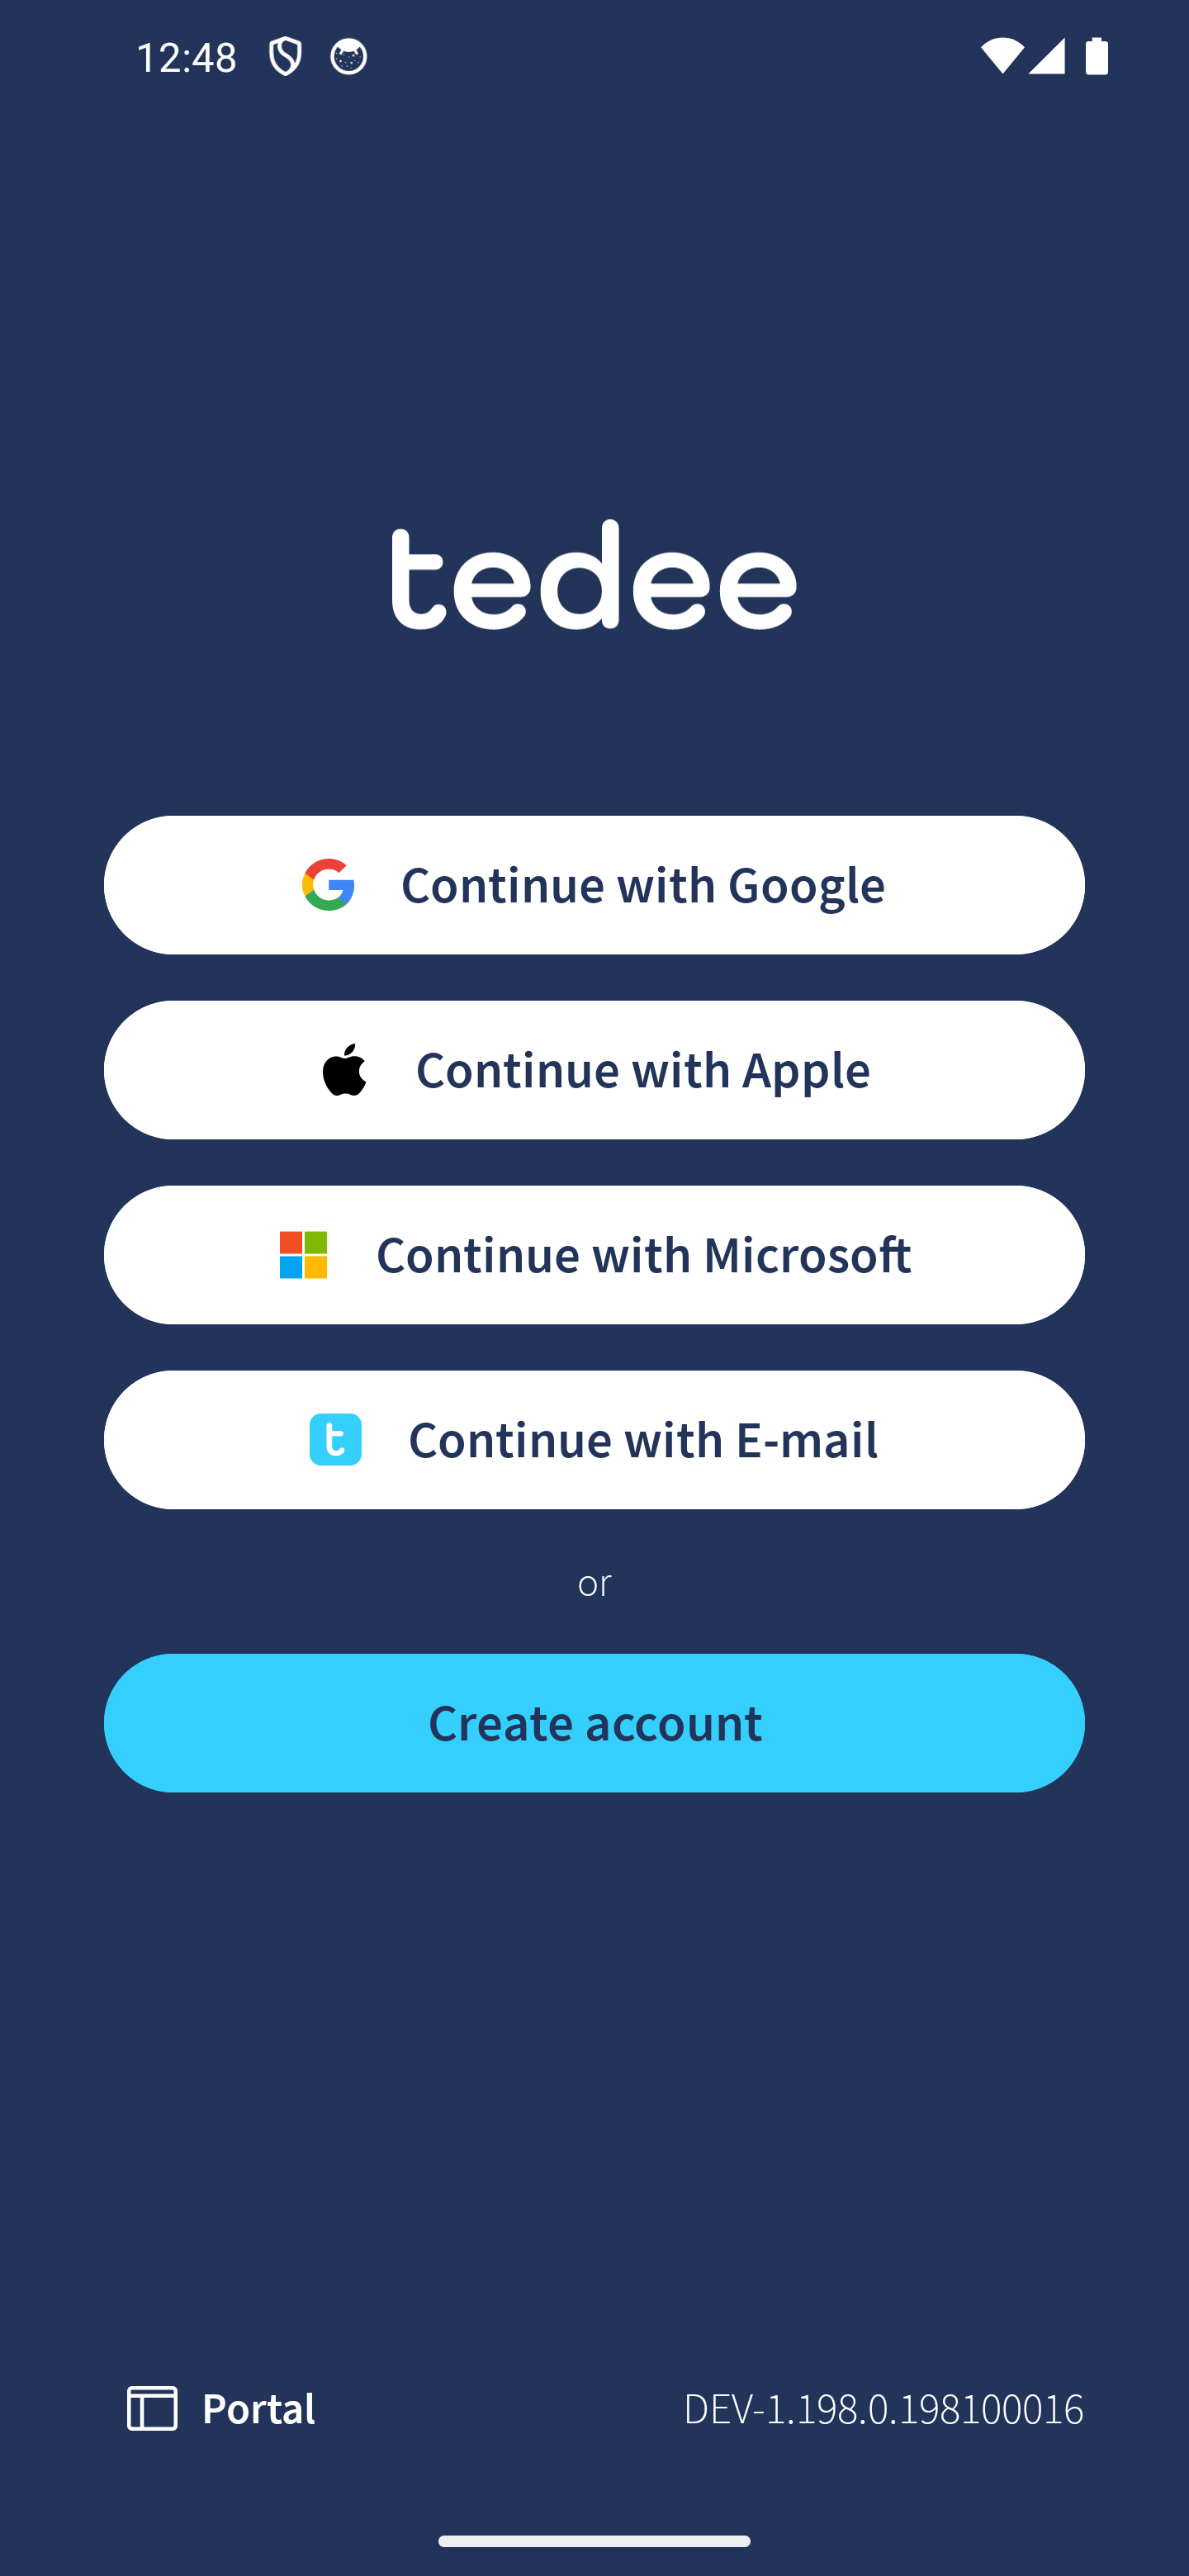 12:48
tedee
Continue with Google
Continue with Apple
Continue with Microsoft
t
Continue with E-mail
or
Create account
Portal
DEV-1.198.0.198100016